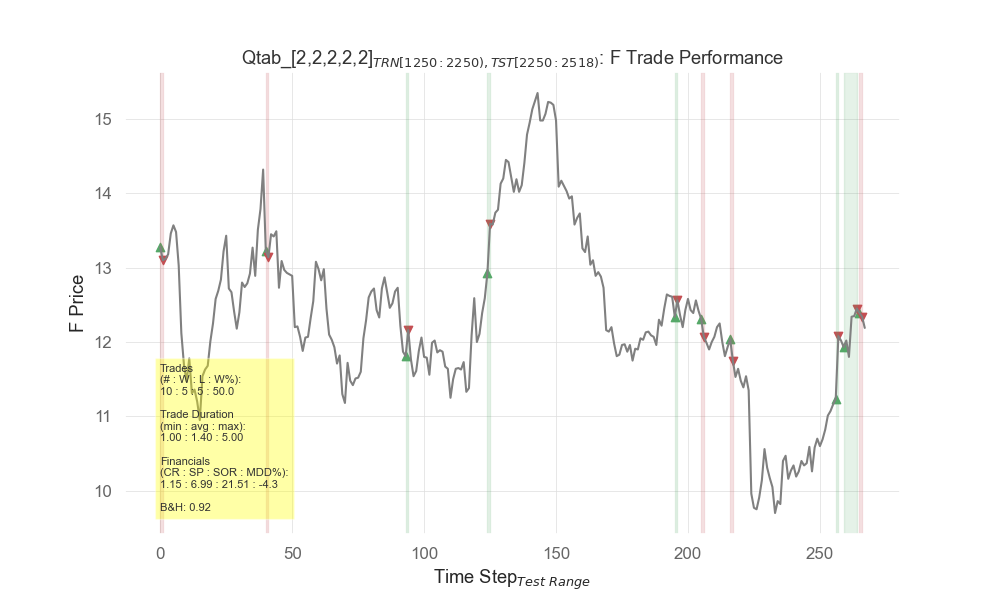 Qtab_[2,2,2,2,2]TRN[1250:2250),TST[2250:2518): F Trade Performance
F Price
15
14
13
12
11
10
Trades
(# : W : L : W%):
10 : 5 : 5 : 50.0
Trade Duration
(min : avg : max):
1.00 : 1.40 : 5.00
Financials
(CR : SP : SOR : MDD%):
1.15 : 6.99 : 21.51 : -4.3
B&H: 0.92
0 50 100 150 200 250
Time StepTest Range